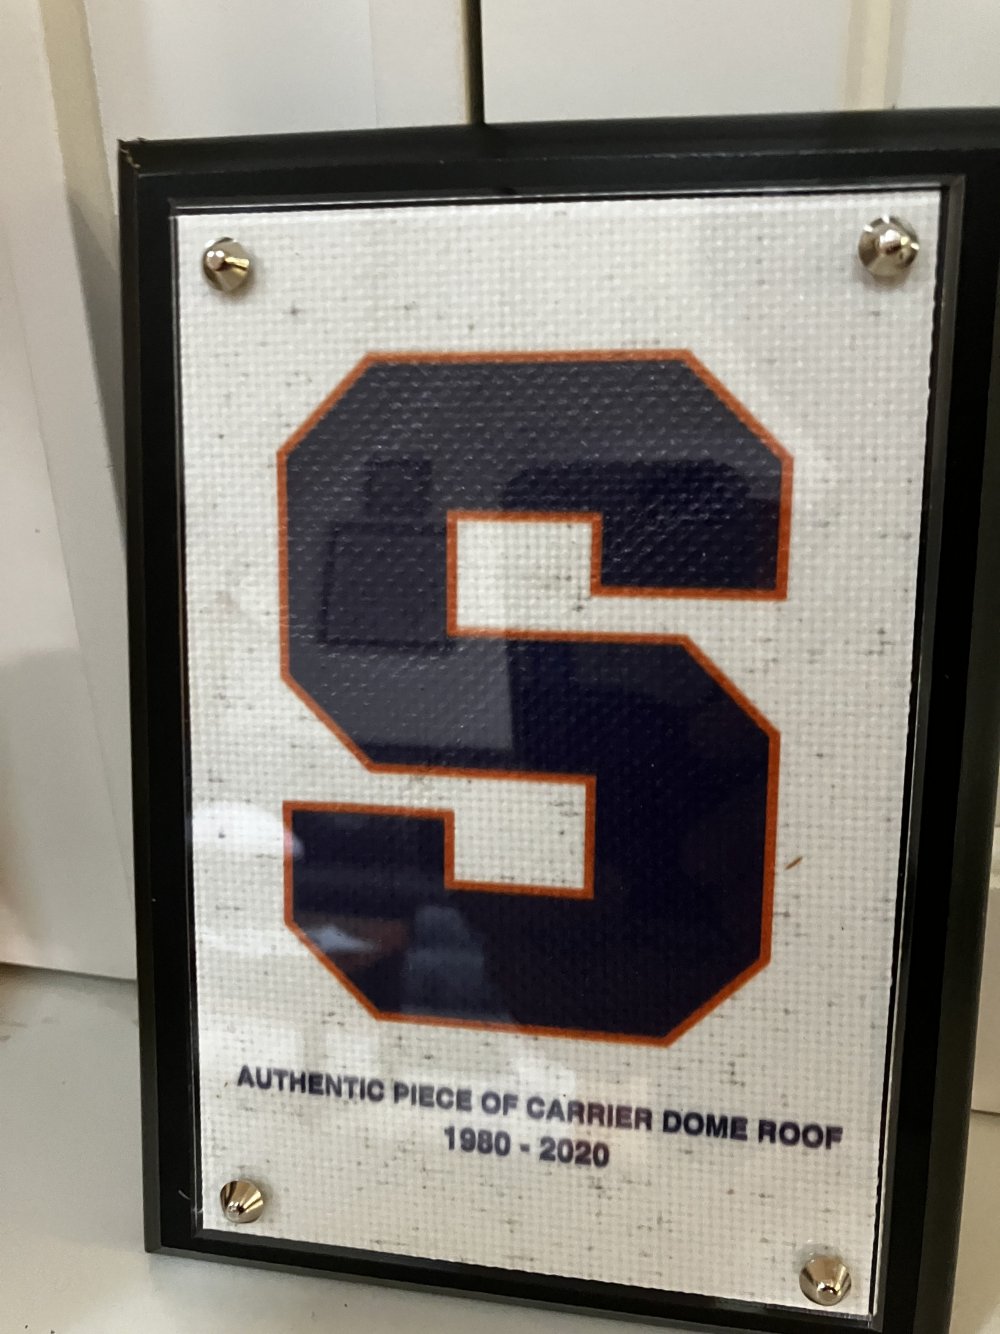 S
AUTHENTIC PIECE OF CARRIER DOME ROOF
1980 - 2020